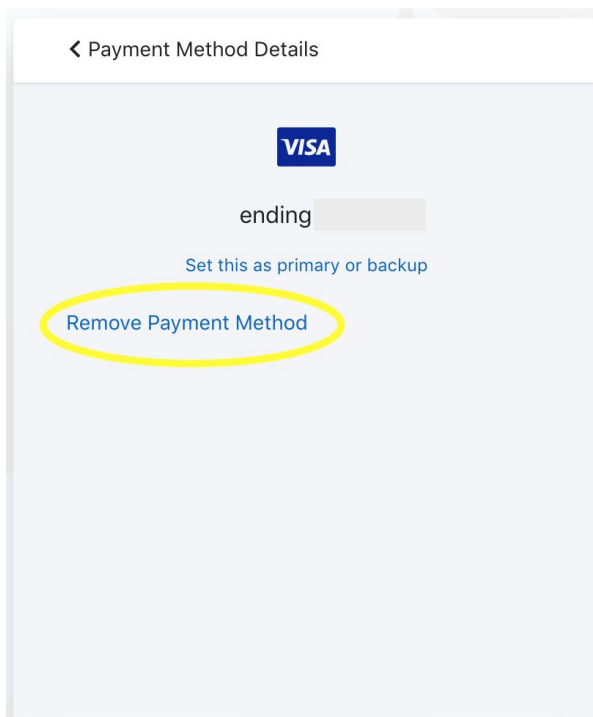 Payment Method Details
VISA
ending
Set this as primary or backup
Remove Payment Method